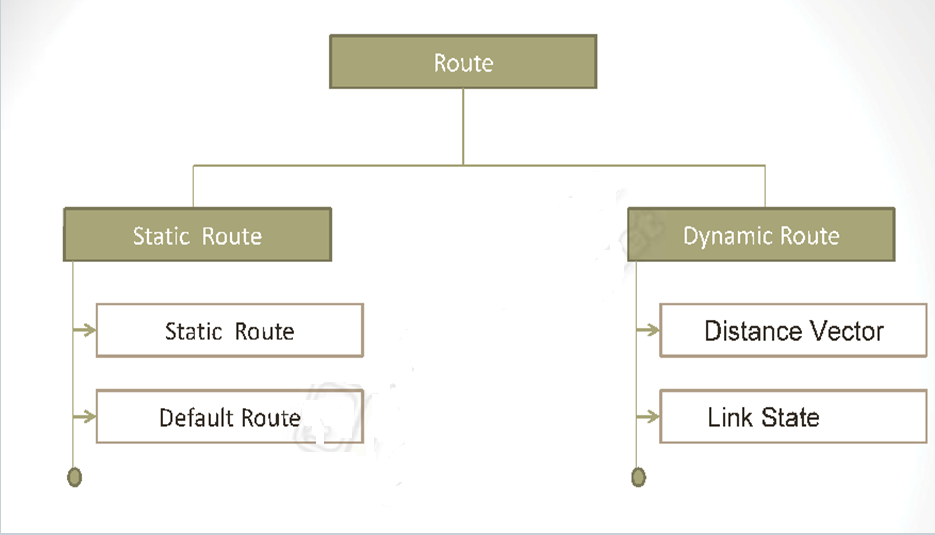 Route
Static Route
Dynamic Route
Static Route
Distance Vector
Default Route
Link State